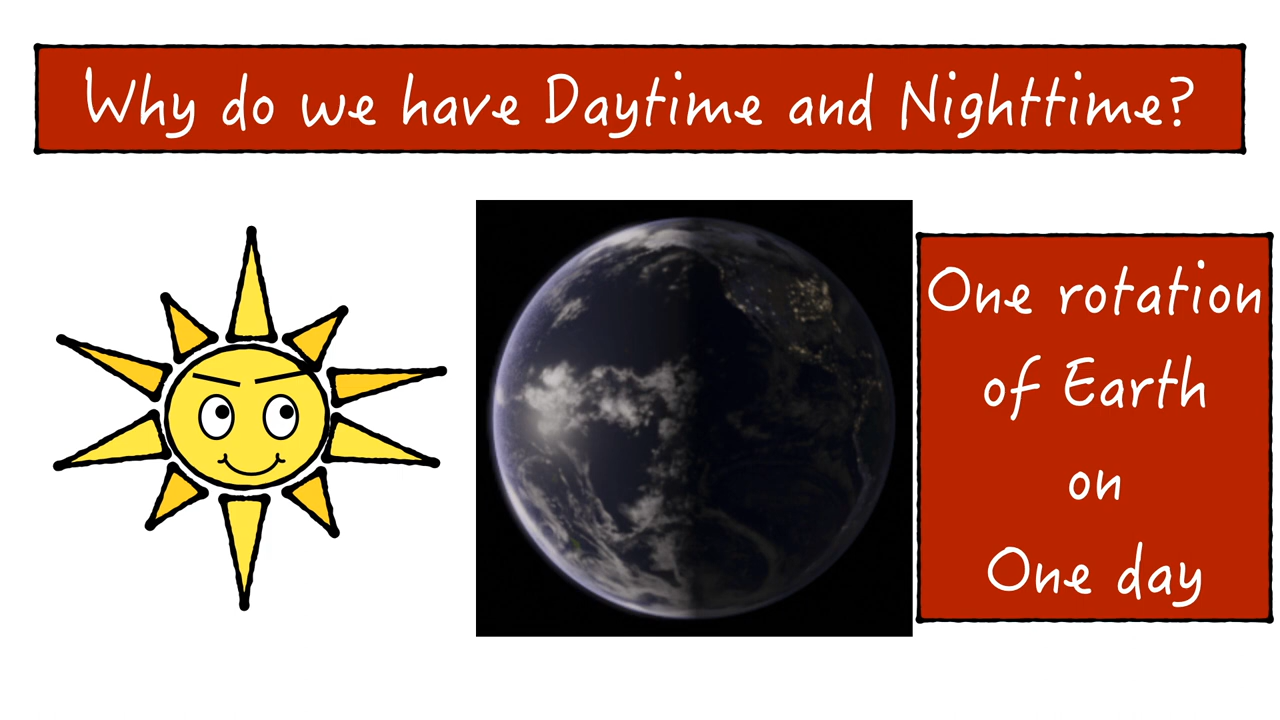 Why do we have Daytime and Nighttime?
One rotation
of Earth
on
One day